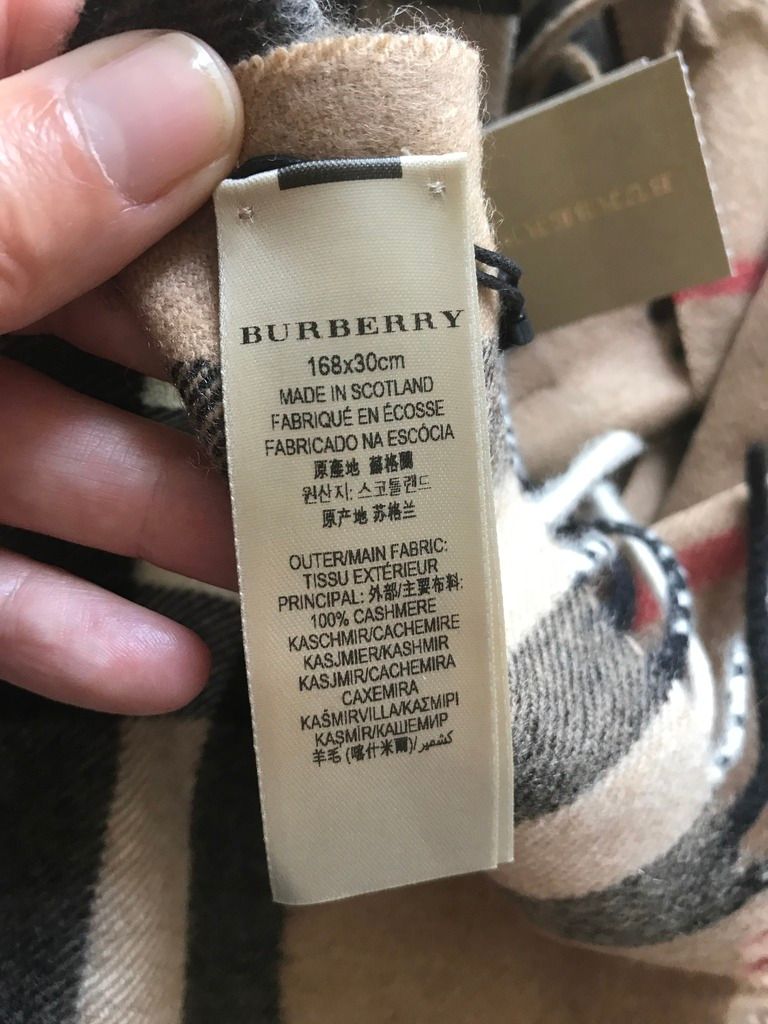 BURBERRY
168x30cm
MADE IN SCOTLAND
FABRIQUÉ EN ÉCOSSE
FABRICADO NA ESCÓCIA
原產地 蘇格蘭
원산지: 스코틀랜드
原产地 苏格兰
OUTER/MAIN FABRIC:
TISSU EXTÉRIEUR
PRINCIPAL: 外部/主要布料:
100% CASHMERE
KASCHMIR/CACHEMIRE
KASJMIER/KASHMIR
KASJMIR/CACHEMIRA
CAXEMIRA
KAŠMIRVILLA/ΚΑΣΜΙΡΙ
KAŞMİR/КАШЕМИР
羊毛 (喀什米爾)/كشمير
BURBERRY